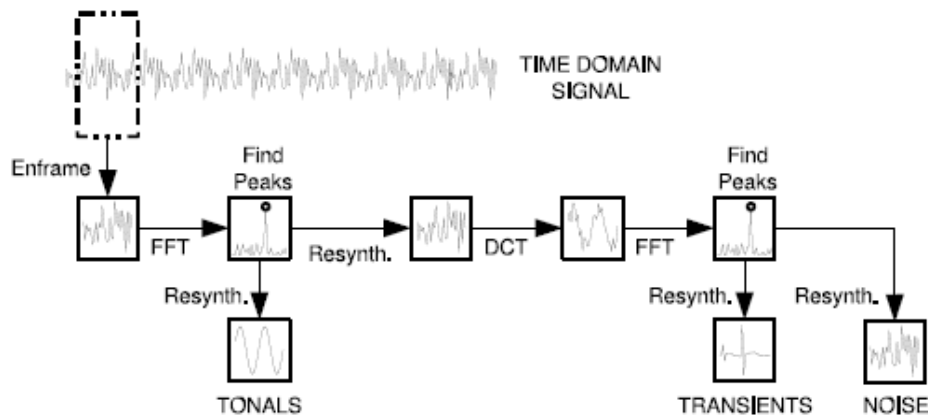 TIME DOMAIN
SIGNAL
Enframe
Find
Peaks
Find
Peaks
FFT
Resynth.
DCT
FFT
Resynth.
Resynth.
Resynth.
TONALS
TRANSIENTS
NOISE